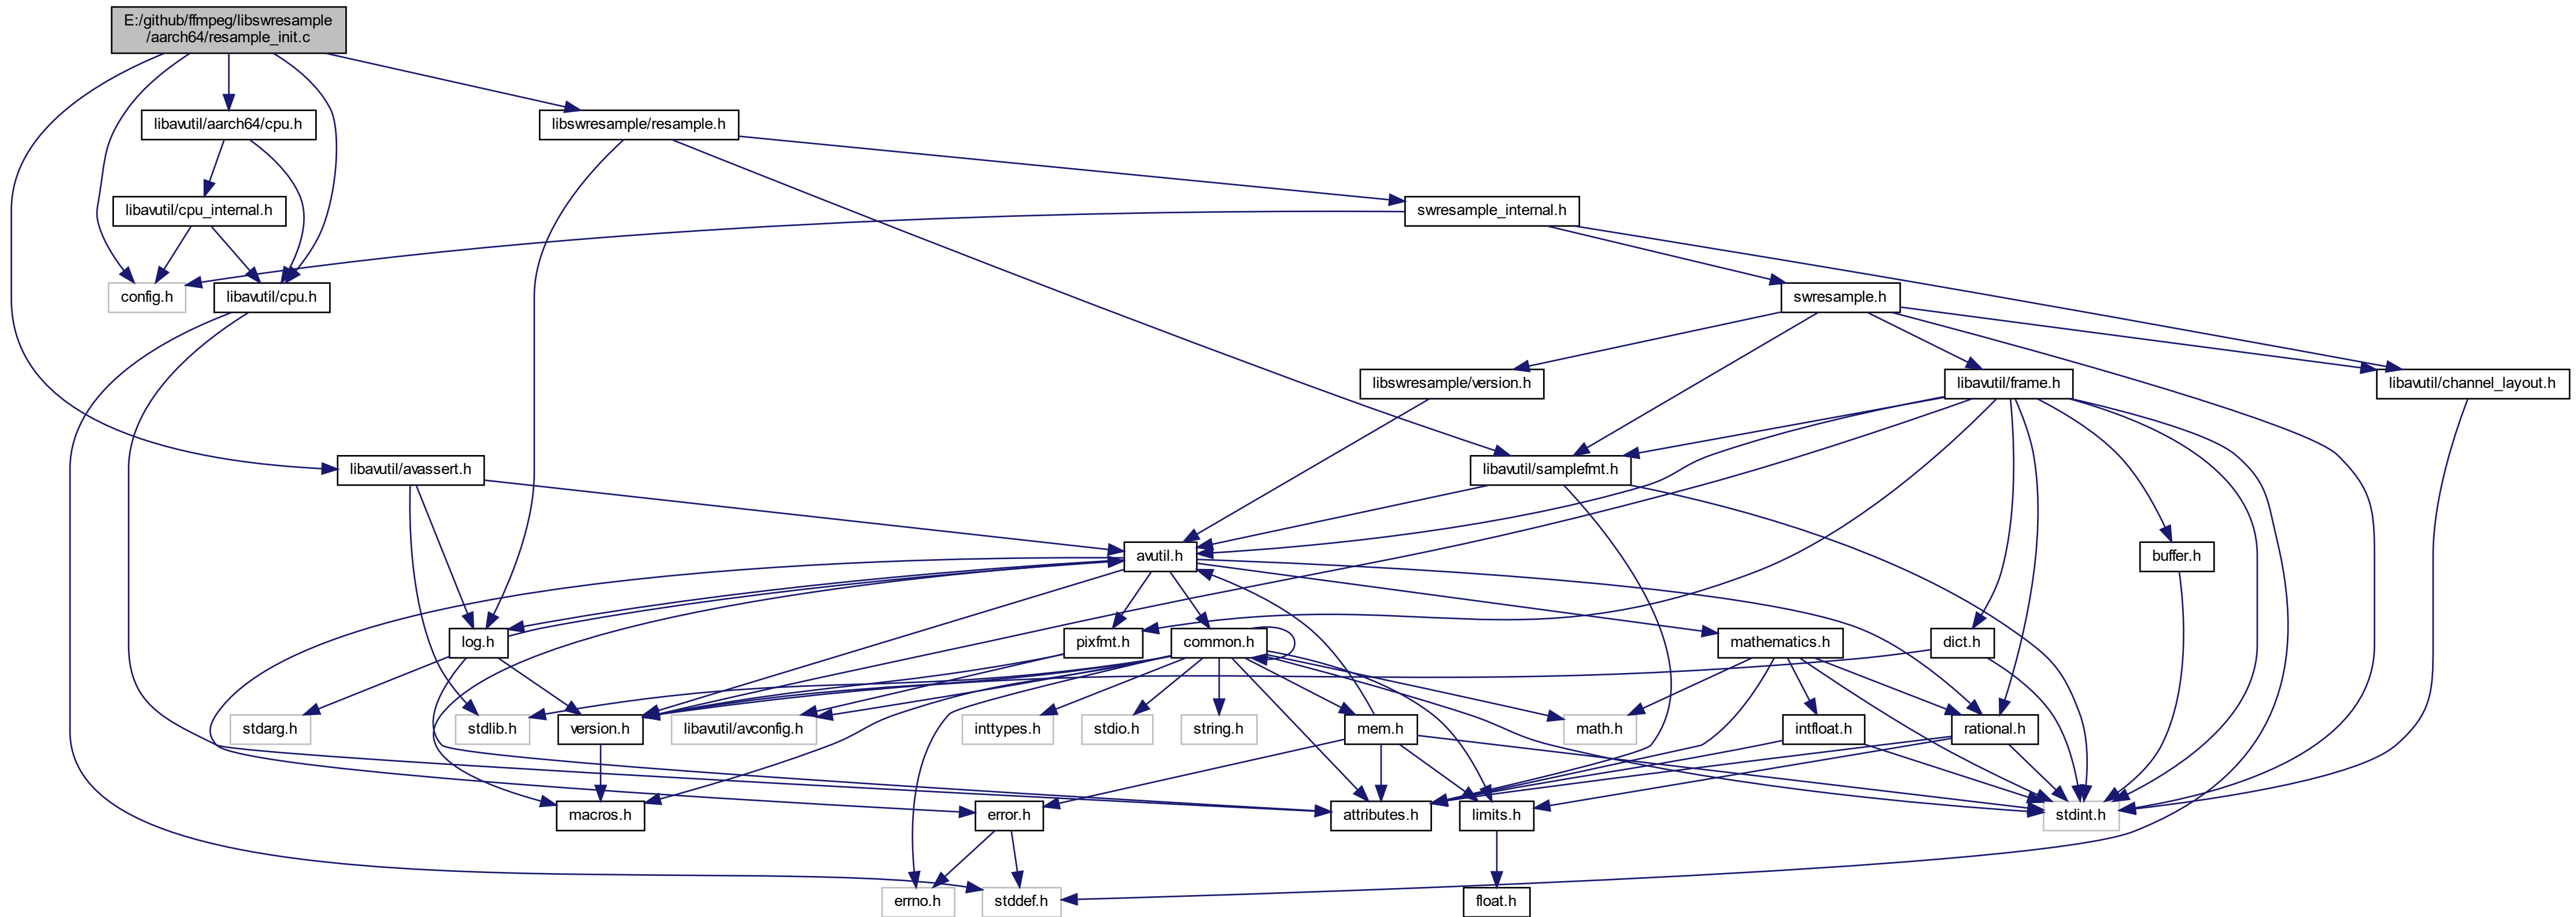 E:/github/ffmpeg/libswresample
/aarch64/resample_init.c
libavutil/aarch64/cpu.h
libswresample/resample.h
libavutil/cpu_internal.h
swresample_internal.h
config.h
libavutil/cpu.h
swresample.h
libswresample/version.h
libavutil/frame.h
libavutil/channel_layout.h
libavutil/avassert.h
libavutil/samplefmt.h
avutil.h
buffer.h
log.h
pixfmt.h
common.h
mathematics.h
dict.h
stdarg.h
stdlib.h
version.h
libavutil/avconfig.h
inttypes.h
stdio.h
string.h
mem.h
math.h
intfloat.h
rational.h
macros.h
error.h
attributes.h
limits.h
stdint.h
errno.h
stddef.h
float.h